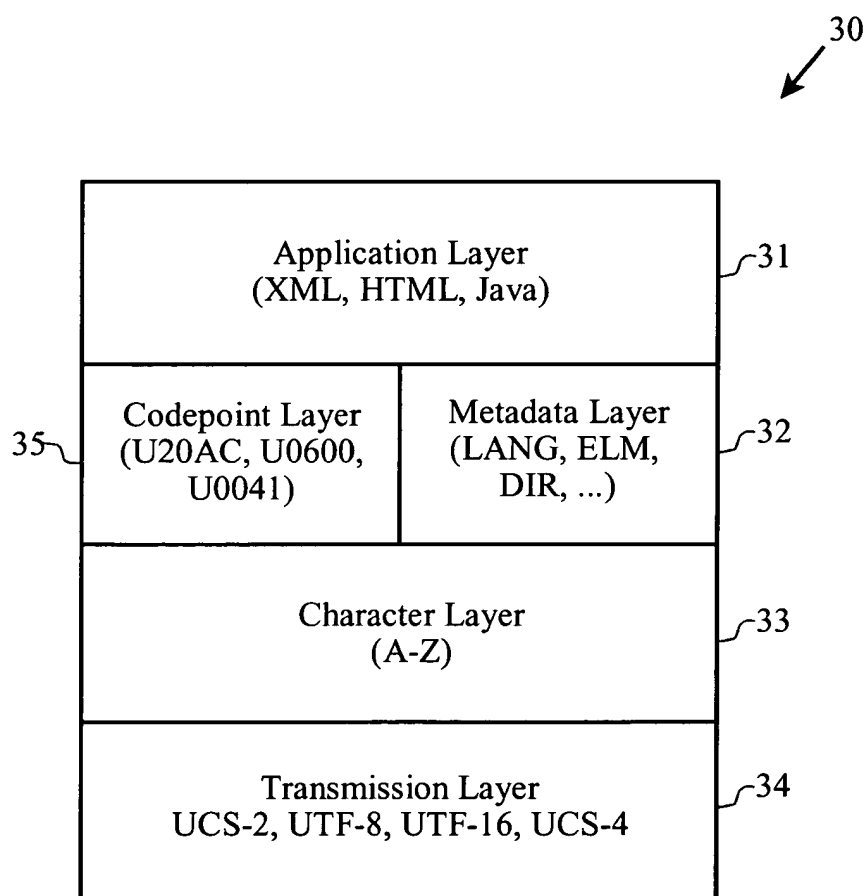 30
Application Layer
(XML, HTML, Java)
31
Codepoint Layer
(U20AC, U0600,
U0041)
35
Metadata Layer
(LANG, ELM,
DIR, ...)
32
Character Layer
(A-Z)
33
Transmission Layer
UCS-2, UTF-8, UTF-16, UCS-4
34